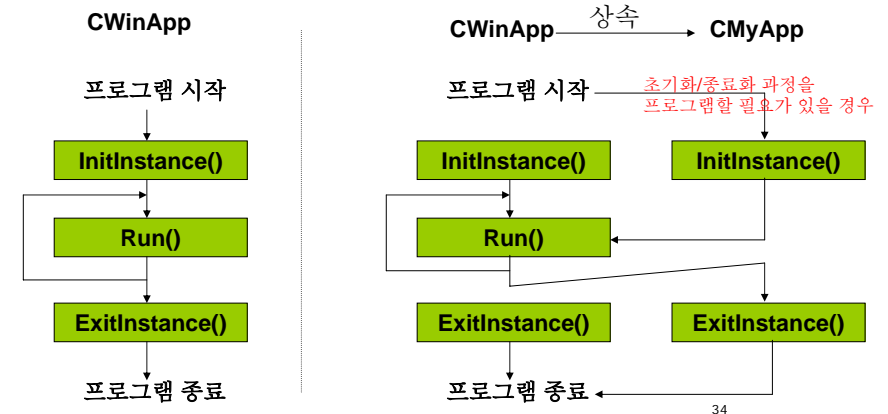 CWinApp
프로그램 시작
InitInstance()
Run()
ExitInstance()
프로그램 종료
CWinApp 상속 CMyApp
프로그램 시작
초기화/종료화 과정을
프로그램할 필요가 있을 경우
InitInstance() InitInstance()
Run()
ExitInstance() ExitInstance()
프로그램 종료
34